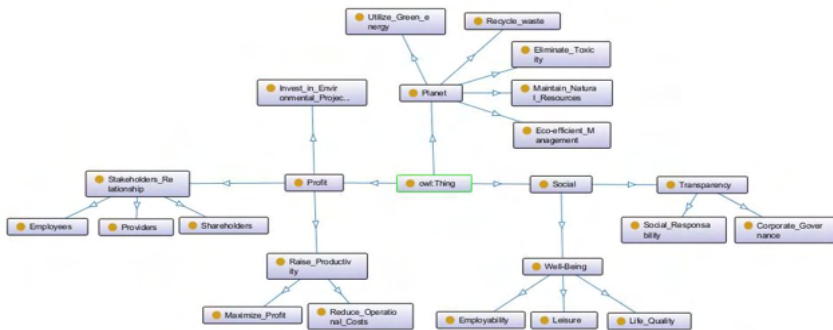 Utilize_Green_e
nergy
Recycle_waste
Eliminate_Toxic
ity
Invest_in_Envir
onmental_Projec...
Planet
Maintain_Natura
l_Resources
Eco-efficient_M
anagement
Stakeholders_Re
lationship
Profit
owl:Thing
Social
Transparency
Employees
Providers
Shareholders
Social_Responsa
bility
Corporate_Gover
nance
Raise_Productiv
ity
Well-Being
Maximize_Profit
Reduce_Operatio
nal_Costs
Employability
Leisure
Life_Quality